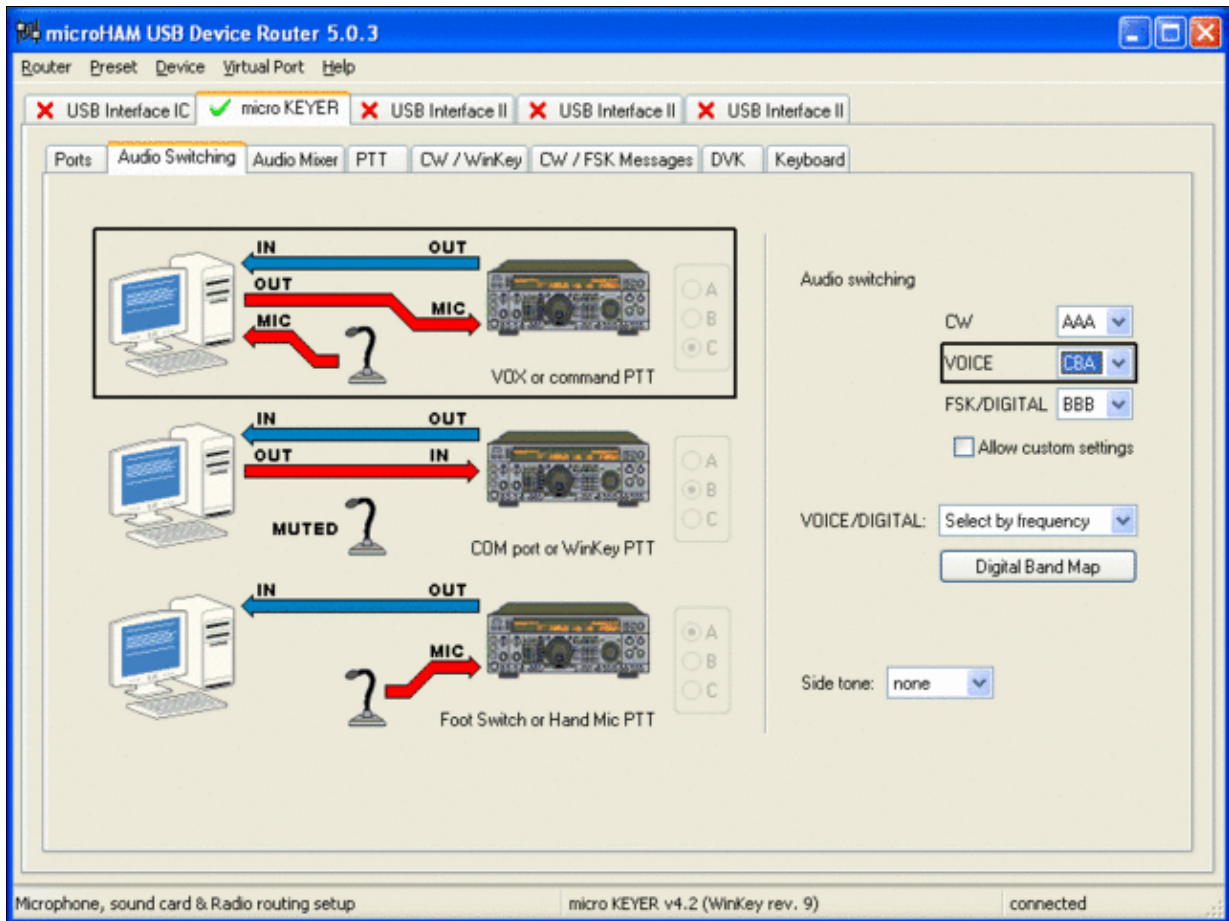 microHAM USB Device Router 5.0.3
Router Preset Device Virtual Port Help
USB Interface IC micro KEYER USB Interface II USB Interface II USB Interface II
Ports Audio Switching Audio Mixer PTT CW / WinKey CW / FSK Messages DVK Keyboard
IN OUT
OUT
MIC
MIC
A
B
C
VOX or command PTT
IN OUT
OUT IN
MUTED
A
B
C
COM port or WinKey PTT
IN OUT
MIC
A
B
C
Foot Switch or Hand Mic PTT
Audio switching
CW AAA
VOICE CBA
FSK/DIGITAL BBB
Allow custom settings
VOICE/DIGITAL: Select by frequency
Digital Band Map
Side tone: none
Microphone, sound card & Radio routing setup micro KEYER v4.2 (WinKey rev. 9) connected